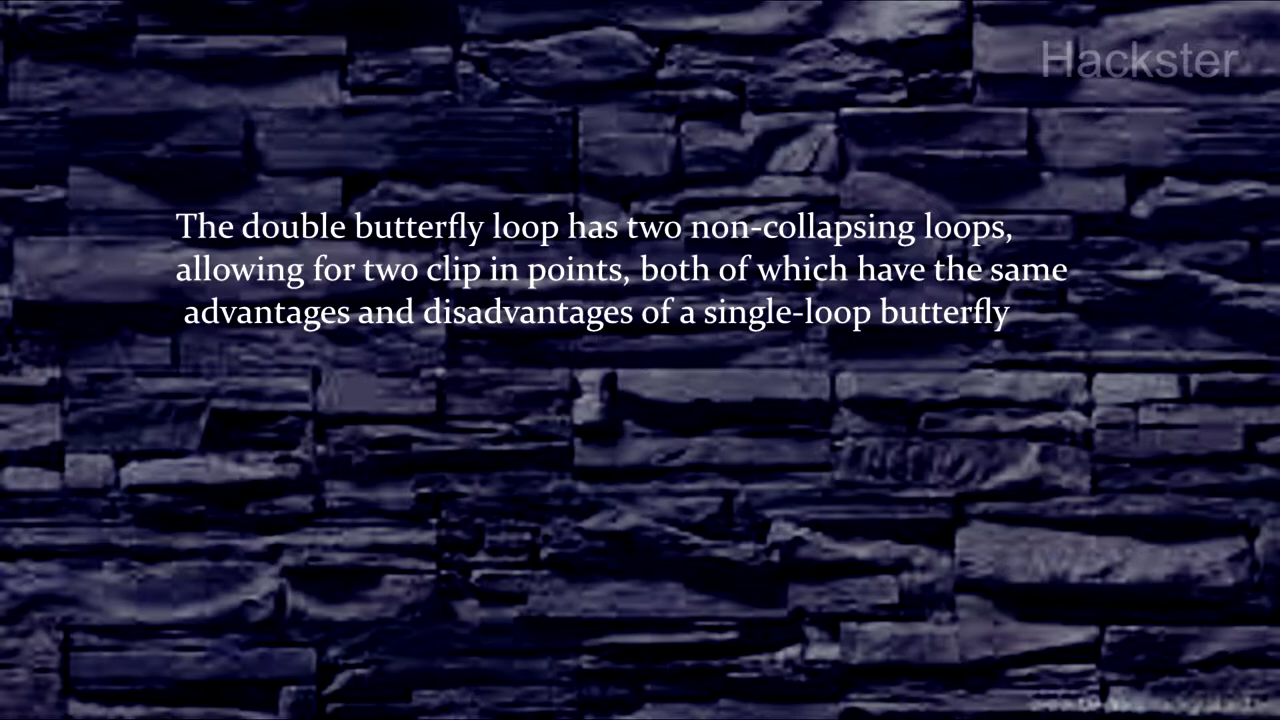 Hackster
The double butterfly loop has two non-collapsing loops,
allowing for two clip in points, both of which have the same
advantages and disadvantages of a single-loop butterfly